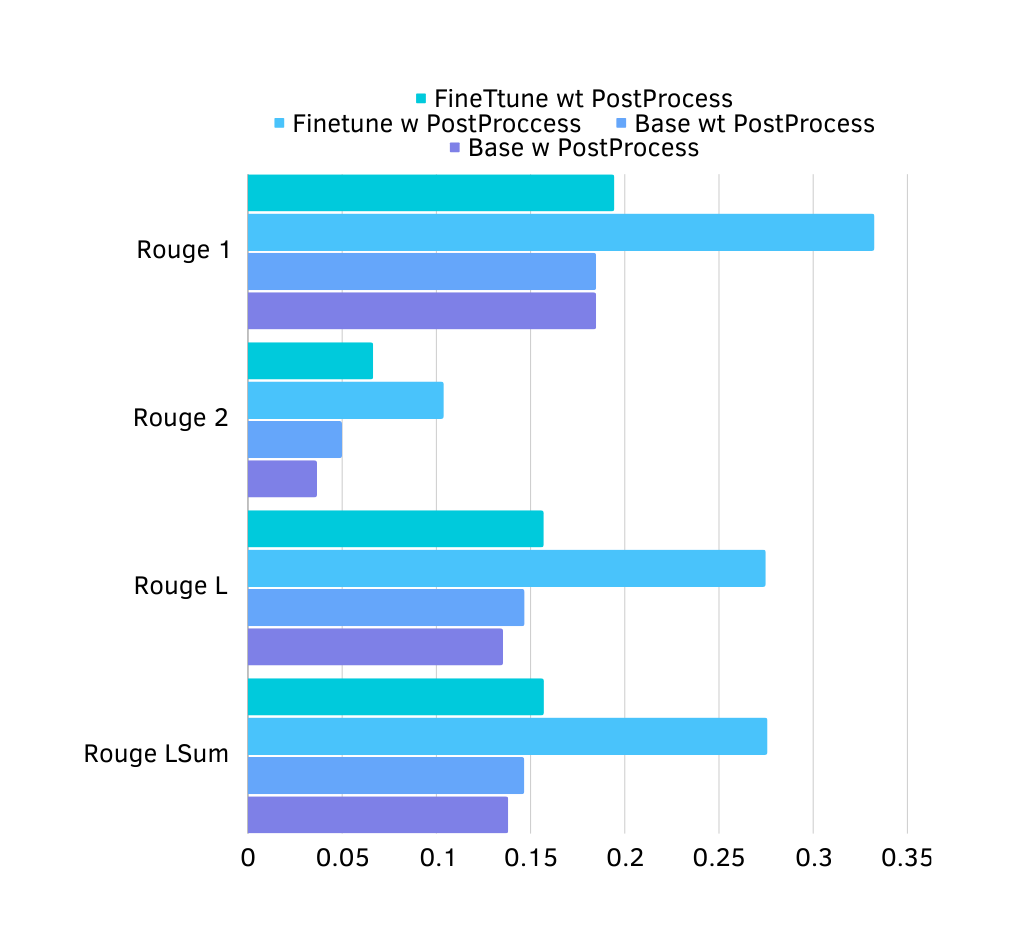 FineTtune wt PostProcess
Finetune w PostProccess Base wt PostProcess
Base w PostProcess
Rouge 1
Rouge 2
Rouge L
Rouge LSum
0 0.05 0.1 0.15 0.2 0.25 0.3 0.35